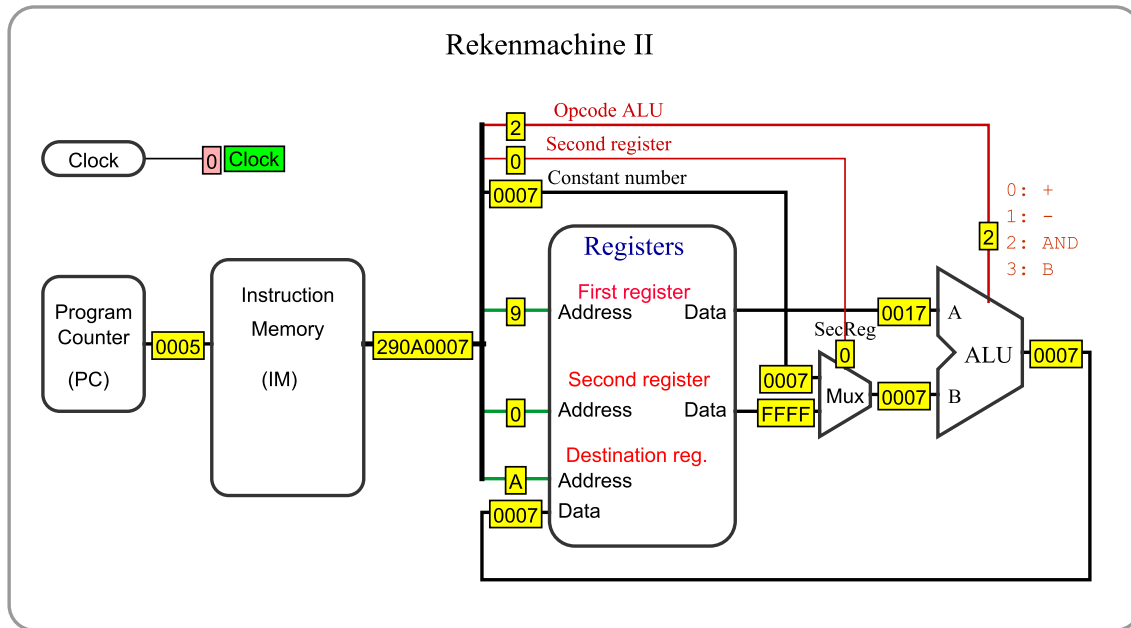 Rekenmachine II
Clock
0
Clock
2
Opcode ALU
0
Second register
0007
Constant number
0: +
1: -
2: AND
3: B
2
Program
Counter
(PC)
0005
Instruction
Memory
(IM)
290A0007
Registers
First register
9
Address
Data
0017
A
SecReg
0
0007
Mux
0007
B
ALU
0007
Second register
0
Address
Data
FFFF
Destination reg.
A
Address
0007
Data